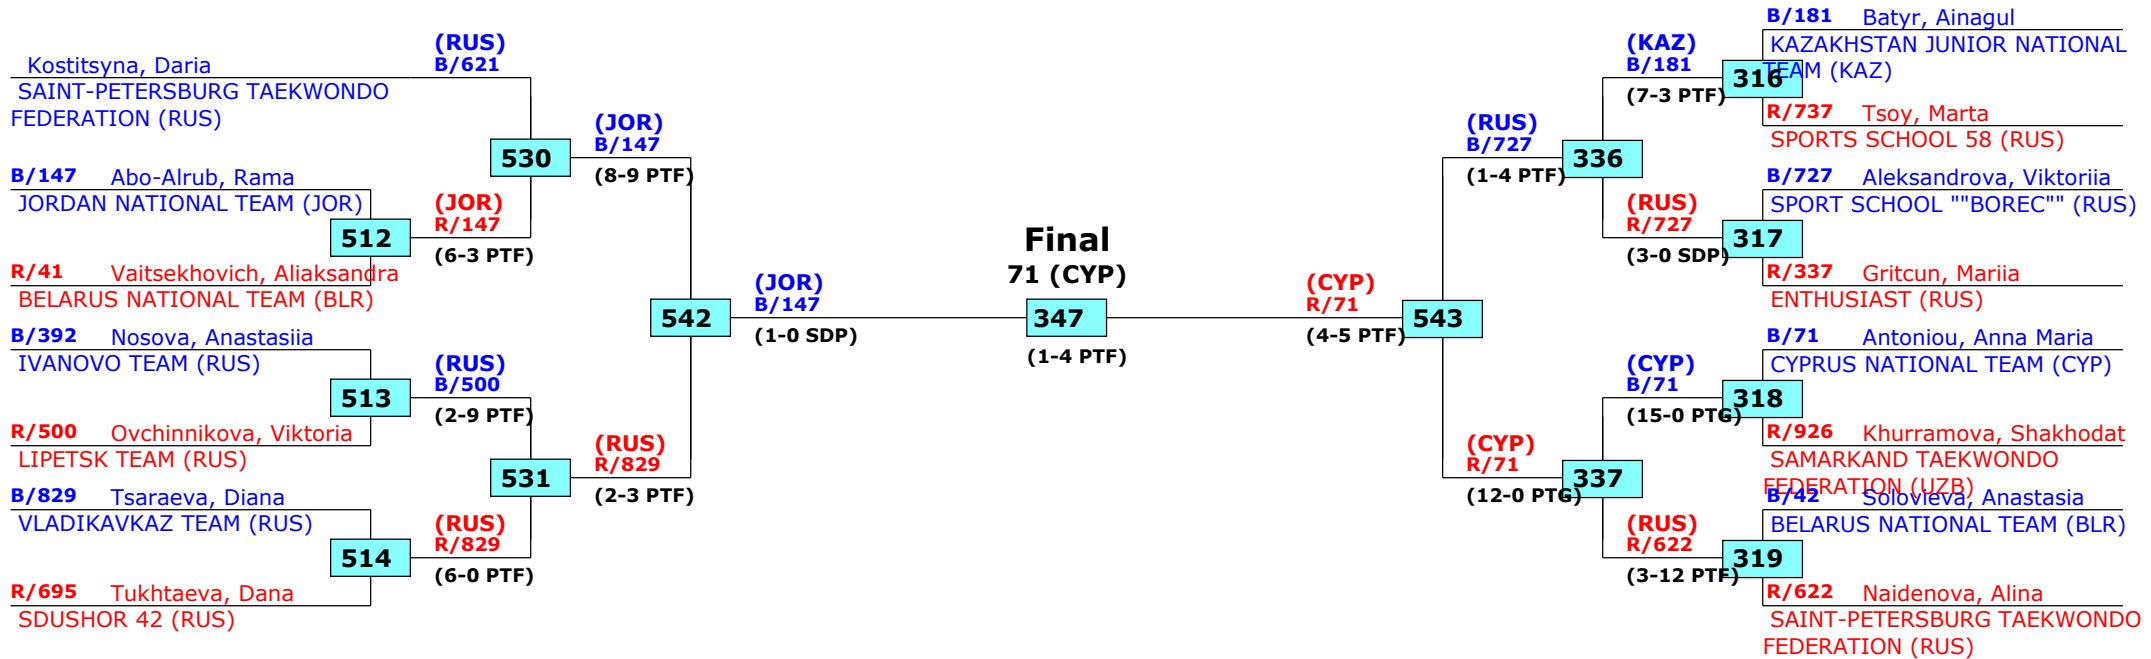 (RUS)
B/621
Kostitsyna, Daria
SAINT-PETERSBURG TAEKWONDO
FEDERATION (RUS)
530
B/147 Abo-Alrub, Rama
JORDAN NATIONAL TEAM (JOR)
512
(JOR)
R/147
(6-3 PTF)
R/41 Vaitsekhovich, Aliaksandra
BELARUS NATIONAL TEAM (BLR)
(JOR)
B/147
(8-9 PTF)
B/392 Nosova, Anastasiia
IVANOVO TEAM (RUS)
513
(RUS)
B/500
(2-9 PTF)
R/500 Ovchinnikova, Viktoria
LIPETSK TEAM (RUS)
531
B/829 Tsaraeva, Diana
VLADIKAVKAZ TEAM (RUS)
514
(RUS)
R/829
(6-0 PTF)
R/695 Tukhtaeva, Dana
SDUSHOR 42 (RUS)
(RUS)
R/829
(2-3 PTF)
542
(JOR)
B/147
(1-0 SDP)
Final
71 (CYP)
347
(1-4 PTF)
(CYP)
R/71
(4-5 PTF)
543
(RUS)
B/727
(1-4 PTF)
336
(KAZ)
B/181
(7-3 PTF)
316
B/181 Batyr, Ainagul
KAZAKHSTAN JUNIOR NATIONAL
TEAM (KAZ)
R/737 Tsoy, Marta
SPORTS SCHOOL 58 (RUS)
(RUS)
R/727
(3-0 SDP)
317
B/727 Aleksandrova, Viktoriia
SPORT SCHOOL ""BOREC"" (RUS)
R/337 Gritcun, Mariia
ENTHUSIAST (RUS)
(CYP)
R/71
(12-0 PTG)
337
(CYP)
B/71
(15-0 PTG)
318
B/71 Antoniou, Anna Maria
CYPRUS NATIONAL TEAM (CYP)
R/926 Khurramova, Shakhodat
SAMARKAND TAEKWONDO
FEDERATION (UZB)
(RUS)
R/622
(3-12 PTF)
319
B/42 Solovieva, Anastasia
BELARUS NATIONAL TEAM (BLR)
R/622 Naidenova, Alina
SAINT-PETERSBURG TAEKWONDO
FEDERATION (RUS)